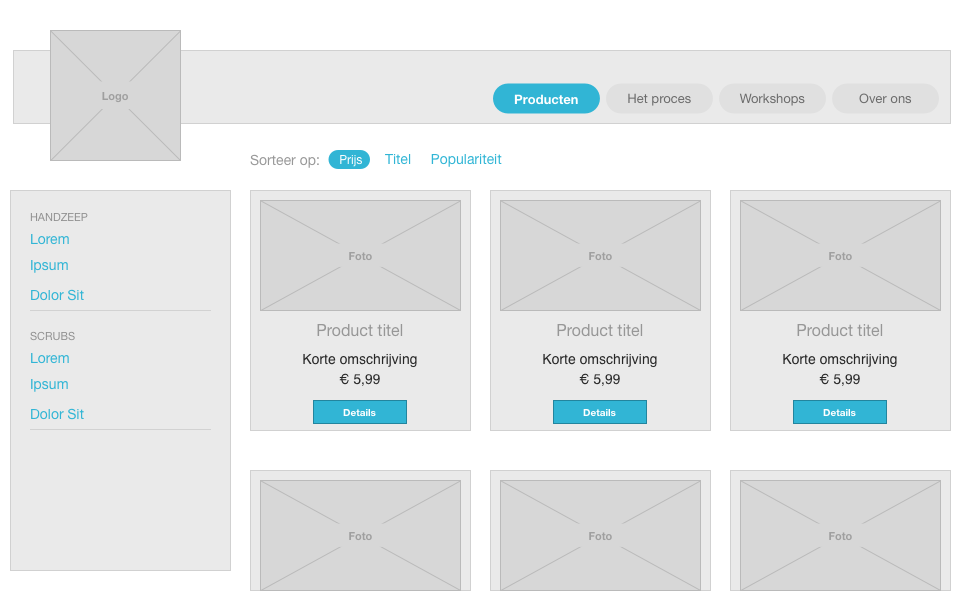 Logo
Producten Het proces Workshops Over ons
Sorteer op: Prijs Titel Populariteit
HANDZEEP
Lorem
Ipsum
Dolor Sit
SCRUBS
Lorem
Ipsum
Dolor Sit
Foto Foto Foto
Product titel Product titel Product titel
Korte omschrijving Korte omschrijving Korte omschrijving
€ 5,99 € 5,99 € 5,99
Details Details Details
Foto Foto Foto